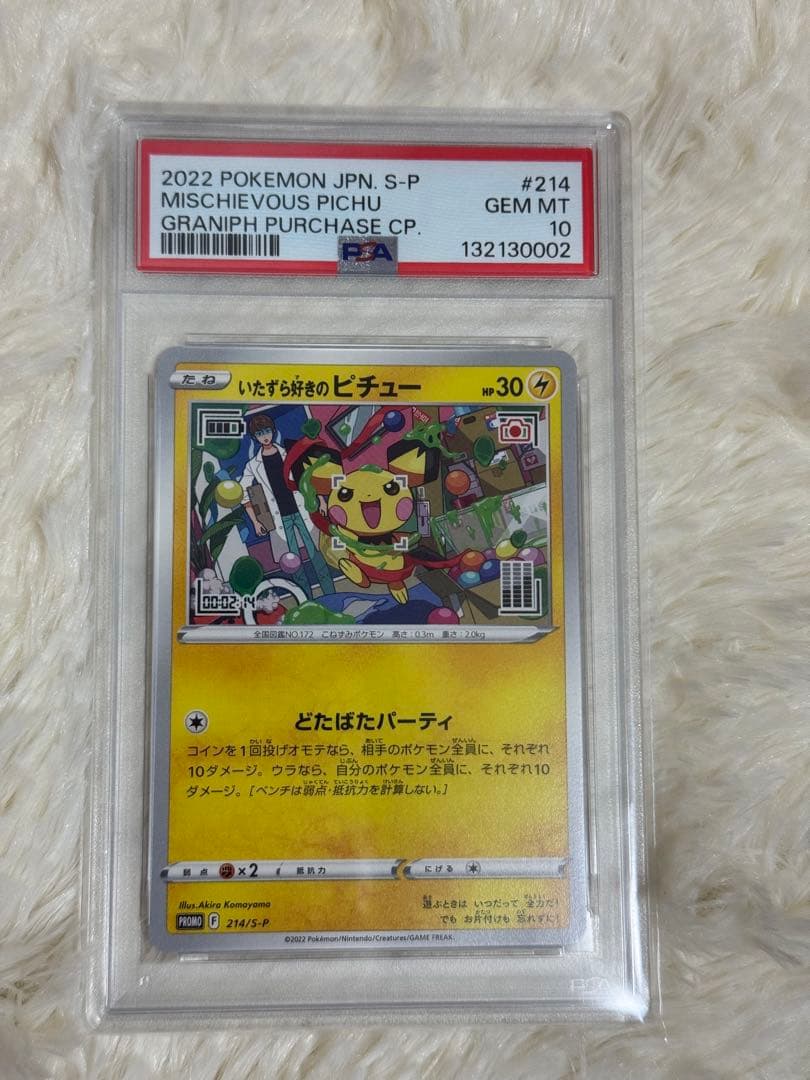 2022 POKEMON JPN. S-P #214
MISCHIEVOUS PICHU GEM MT
GRANIPH PURCHASE CP. 10
PSA 132130002
たね いたずら好きのピチュー HP30
00:02:14
全国図鑑NO.172 こねずみポケモン 高さ:0.3m 重さ:2.0kg
どたばたパーティ
コインを1回投げオモテなら、相手のポケモン全員に、それぞれ
10ダメージ。ウラなら、自分のポケモン全員に、それぞれ10
ダメージ。[ベンチは弱点・抵抗力を計算しない。]
弱点 ×2 抵抗力 にげる
Illus.Akira Komayama
遊ぶときは いつだって 全力だ!
PROMO F 214/S-P
でも お片付けも 忘れずに!
©2022 Pokémon/Nintendo/Creatures/GAME FREAK.
PSA